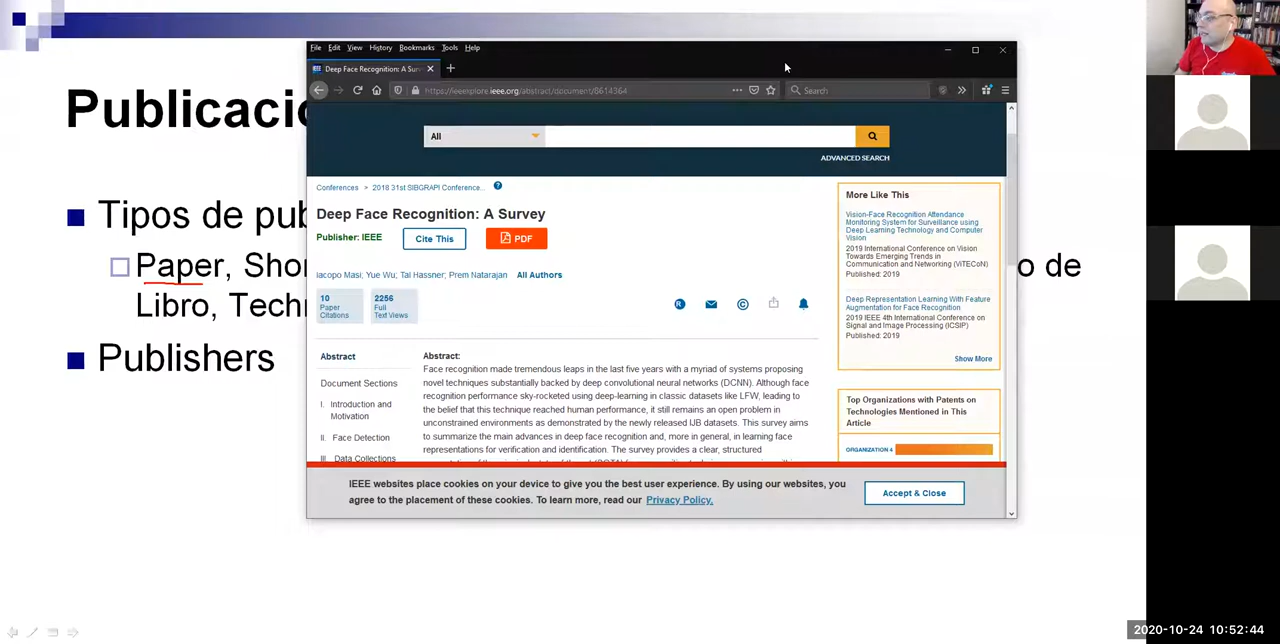 Publicacio
Tipos de pub
Paper, Shor
o de
Libro, Techn
Publishers
File Edit View History Bookmarks Tools Help
Deep Face Recognition: A Sur
https://ieeexplore.ieee.org/abstract/document/8614364
Search
All
ADVANCED SEARCH
Conferences > 2018 31st SIBGRAPI Conference...
Deep Face Recognition: A Survey
Publisher: IEEE
Cite This
PDF
Iacopo Masi; Yue Wu; Tal Hassner; Prem Natarajan All Authors
10
Paper
Citations
2256
Full
Text Views
Abstract
Document Sections
I. Introduction and
Motivation
II. Face Detection
III. Data Collections
Abstract:
Face recognition made tremendous leaps in the last five years with a myriad of systems proposing
novel techniques substantially backed by deep convolutional neural networks (DCNN). Although face
recognition performance sky-rocketed using deep-learning in classic datasets like LFW, leading to
the belief that this technique reached human performance, it still remains an open problem in
unconstrained environments as demonstrated by the newly released IJB datasets. This survey aims
to summarize the main advances in deep face recognition and, more in general, in learning face
representations for verification and identification. The survey provides a clear, structured
More Like This
Vision-Face Recognition Attendance
Monitoring System for Surveillance using
Deep Learning Technology and Computer
Vision
2019 International Conference on Vision
Towards Emerging Trends in
Communication and Networking (ViTECoN)
Published: 2019
Deep Representation Learning With Feature
Augmentation for Face Recognition
2019 IEEE 4th International Conference on
Signal and Image Processing (ICSIP)
Published: 2019
Show More
Top Organizations with Patents on
Technologies Mentioned in This
Article
ORGANIZATION 4
IEEE websites place cookies on your device to give you the best user experience. By using our websites, you
agree to the placement of these cookies. To learn more, read our Privacy Policy.
Accept & Close
2020-10-24 10:52:44